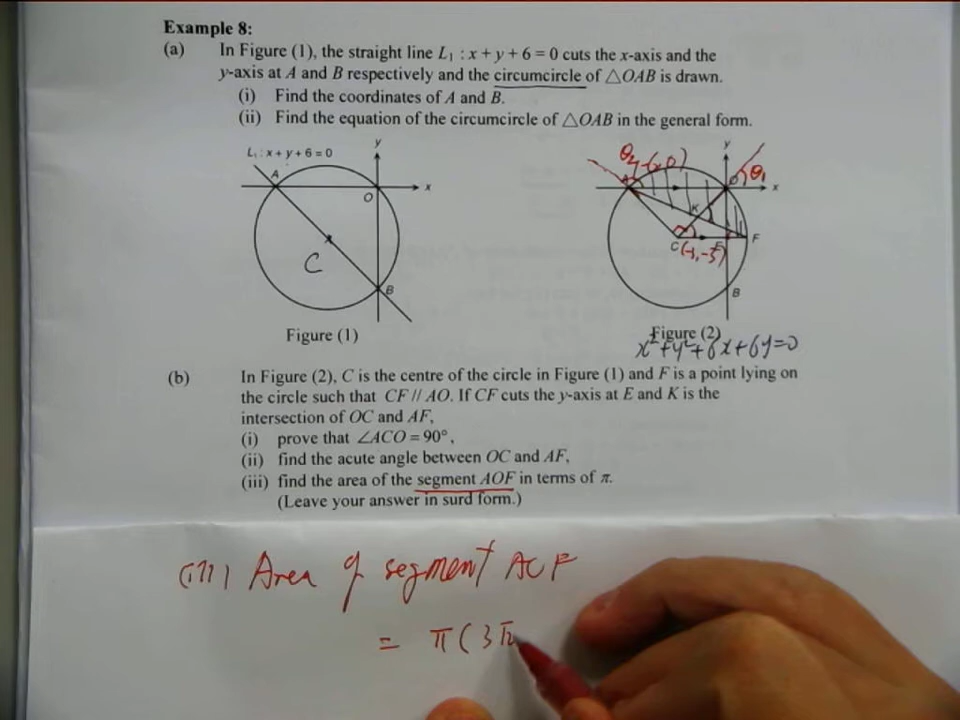 Example 8:
(a) In Figure (1), the straight line L₁ : x + y + 6 = 0 cuts the x-axis and the
y-axis at A and B respectively and the circumcircle of △OAB is drawn.
(i) Find the coordinates of A and B.
(ii) Find the equation of the circumcircle of △OAB in the general form.
L₁ : x + y + 6 = 0
y
A
O
x
C
B
Figure (1)
y
θ₂
θ₁
x
K
C
(-3,-3)
F
B
Figure (2)
x²+y²+6x+6y=0
(b) In Figure (2), C is the centre of the circle in Figure (1) and F is a point lying on
the circle such that CF // AO. If CF cuts the y-axis at E and K is the
intersection of OC and AF,
(i) prove that ∠ACO = 90°,
(ii) find the acute angle between OC and AF,
(iii) find the area of the segment AOF in terms of π.
(Leave your answer in surd form.)
(iii) Area of segment AOF
= π(3√2